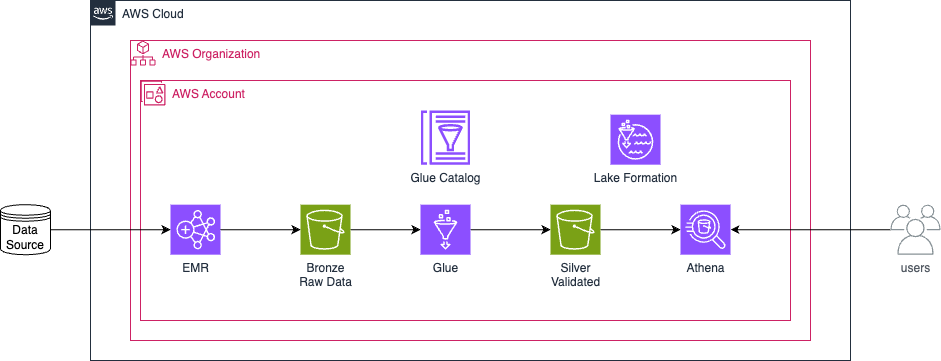 aws
AWS Cloud
AWS Organization
AWS Account
Glue Catalog
Lake Formation
Data
Source
EMR
Bronze
Raw Data
Glue
Silver
Validated
Athena
users